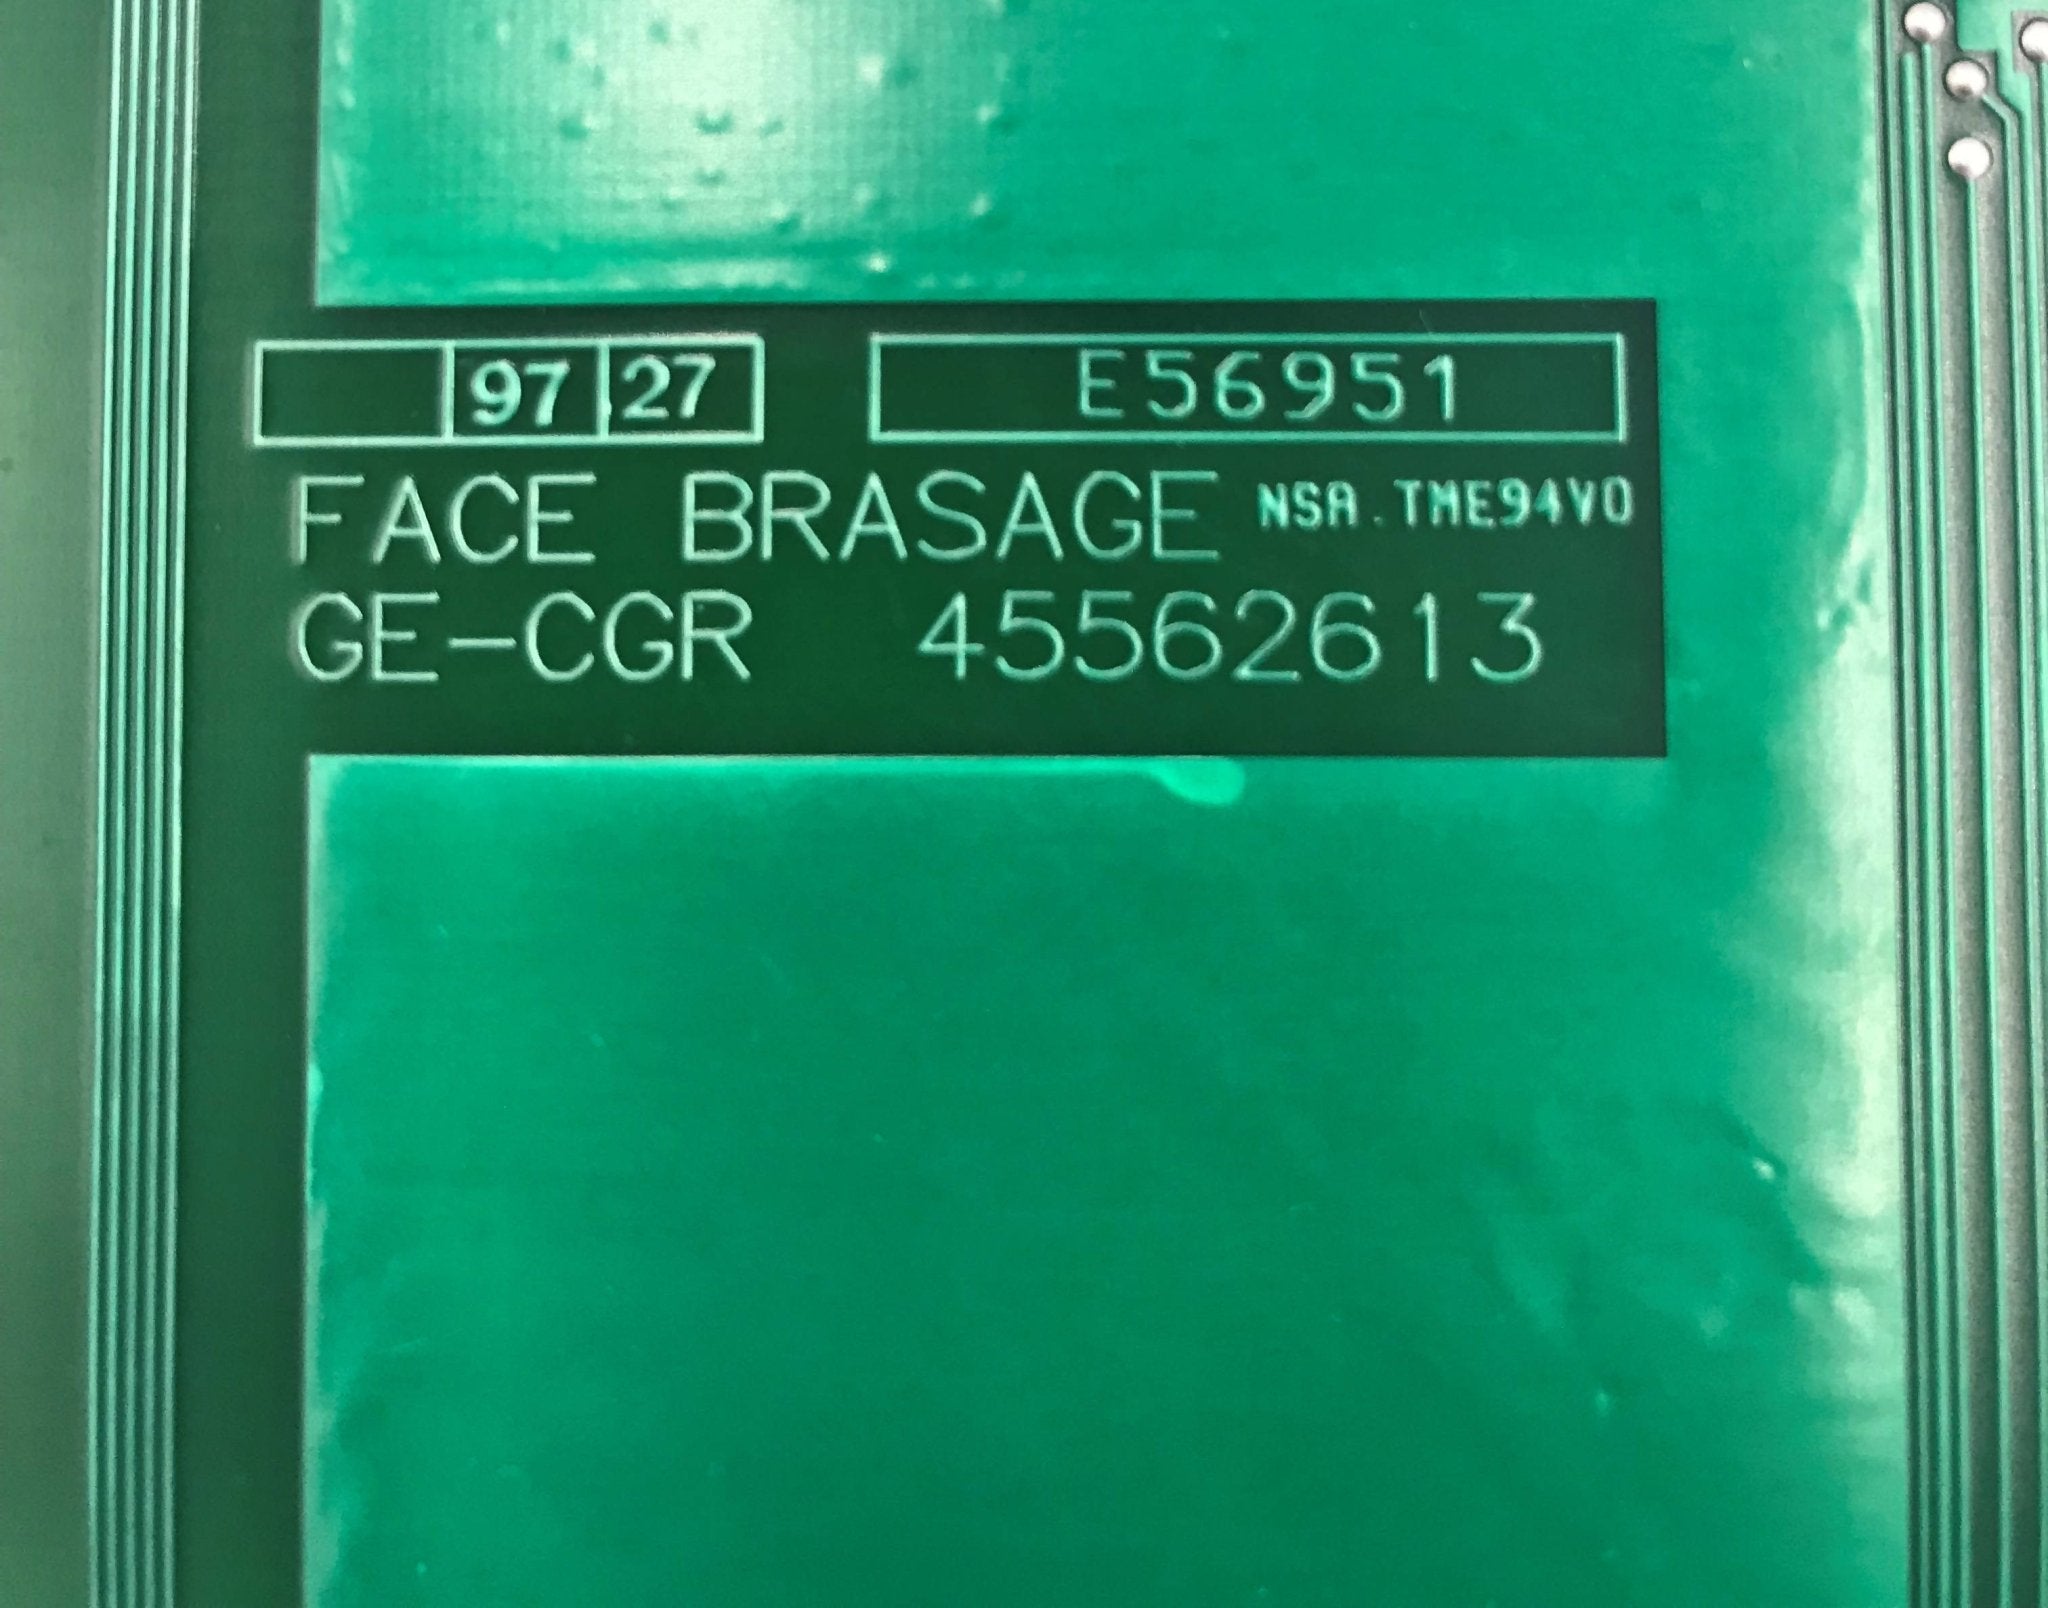 97 27 E56951
FACE BRASAGE NSA.TME94V0
GE-CGR 45562613